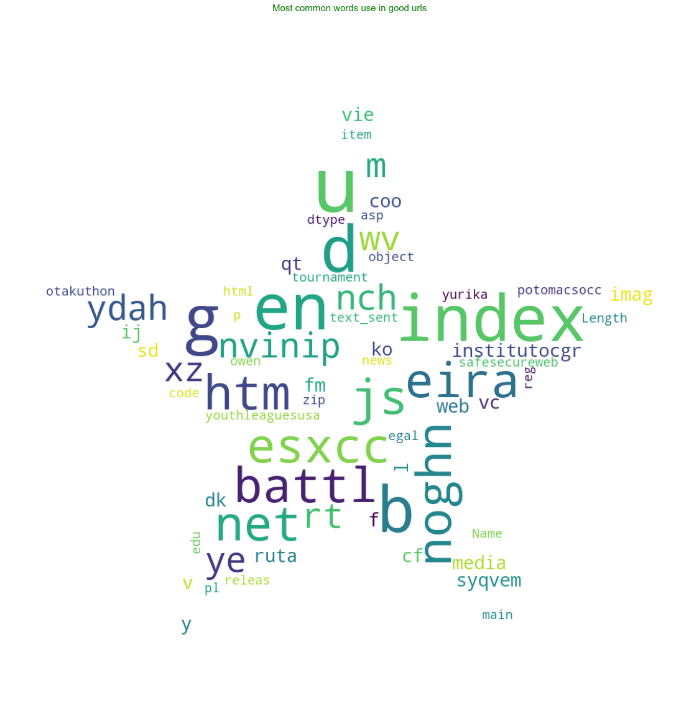 Most common words use in good urls
vie
item
m
u
coo
dtype
asp
d
wv
object
qt
tournament
otakuthon
ydah
html
g
en
nch
yurika
potomacsocc
imag
p
text_sent
index
Length
ij
sd
nvinip
ko
institutocgr
xz
owen
news
safesecureweb
eira
reg
code
htm
fm
zip
js
web
vc
youthleaguesusa
esxcc
egal
noghn
l
battl
b
dk
net
rt
f
edu
Name
ye
ruta
cf
media
v
pl
releas
syqvem
y
main